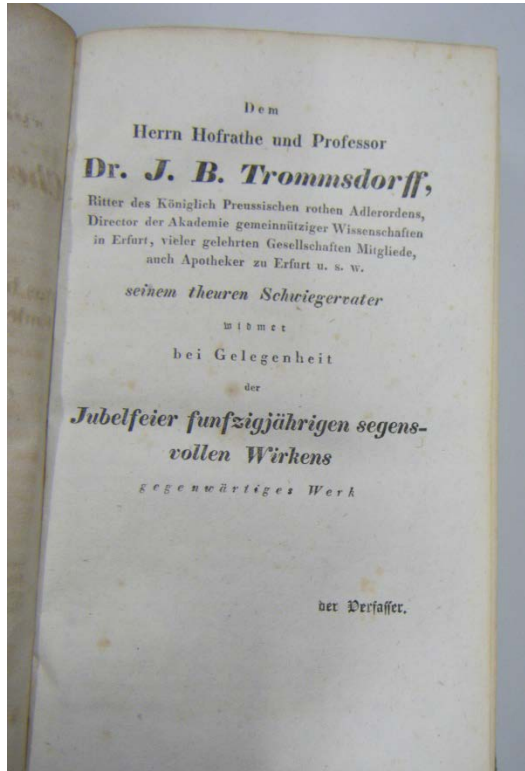 Dem
Herrn Hofrathe und Professor
Dr. J. B. Trommsdorff,
Ritter des Königlich Preussischen rothen Adlerordens,
Director der Akademie gemeinnütziger Wissenschaften
in Erfurt, vieler gelehrten Gesellschaften Mitgliede,
auch Apotheker zu Erfurt u. s. w.
seinem theuren Schwiegervater
widmet
bei Gelegenheit
der
Jubelfeier funfzigjährigen segens-
vollen Wirkens
gegenwärtiges Werk
der Verfasser.